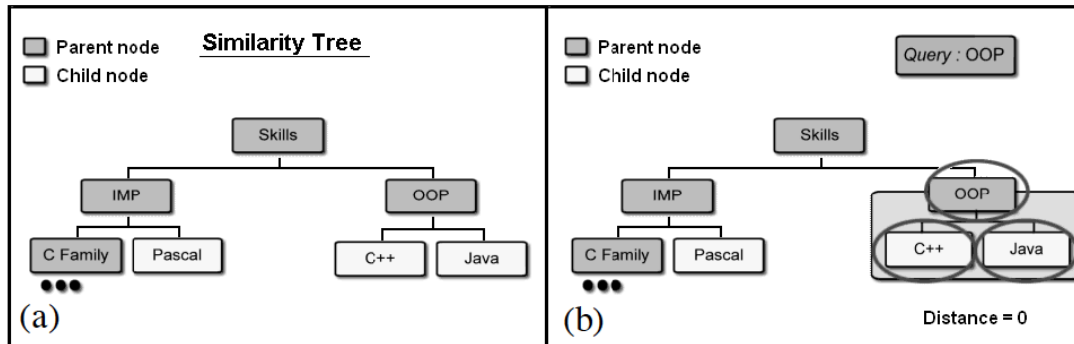 Similarity Tree
Parent node
Child node
Skills
IMP
OOP
C Family
Pascal
C++
Java
(a)
Parent node
Child node
Query : OOP
Skills
IMP
OOP
C Family
Pascal
C++
Java
(b)
Distance = 0